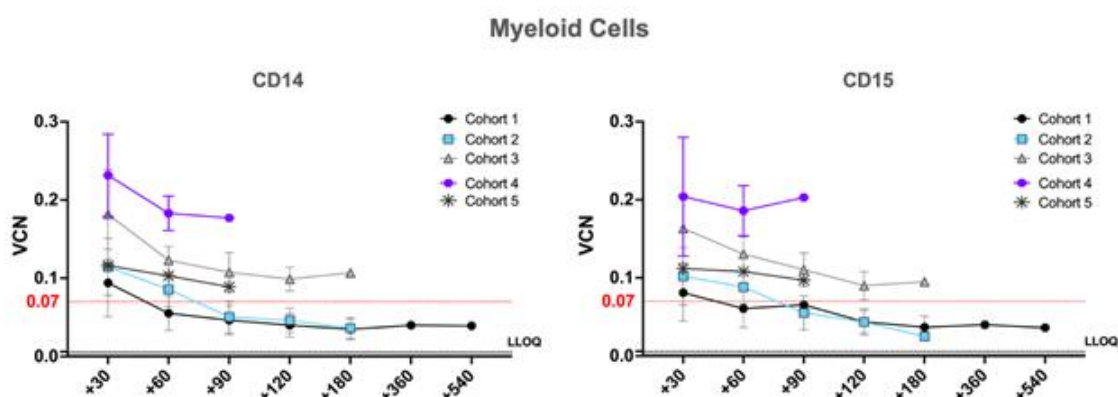 Myeloid Cells
CD14
0.3
0.2
0.1
0.07
0.0
VCN
Cohort 1
Cohort 2
Cohort 3
Cohort 4
Cohort 5
LLOQ
+30
+60
+90
+120
+180
+360
+540
CD15
0.3
0.2
0.1
0.07
0.0
VCN
Cohort 1
Cohort 2
Cohort 3
Cohort 4
Cohort 5
LLOQ
+30
+60
+90
+120
+180
+360
+540